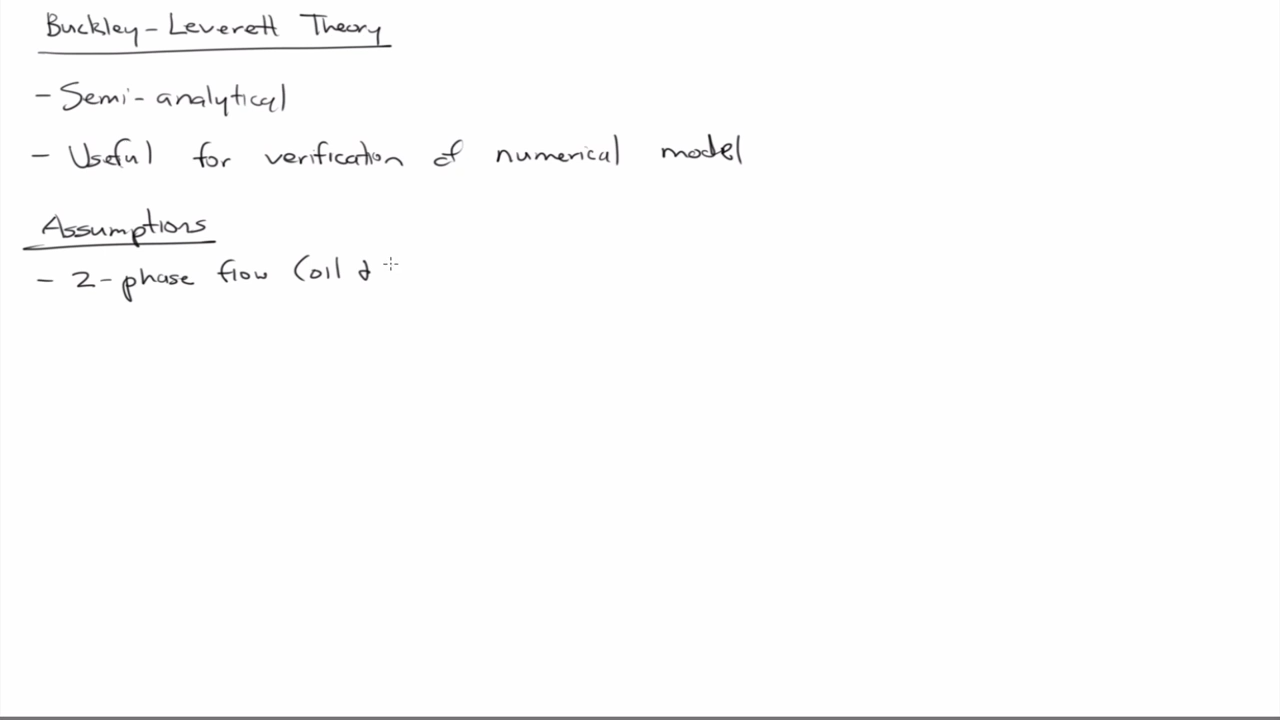 Buckley-Leverett Theory
- Semi-analytical
- Useful for verification of numerical model
Assumptions
- 2-phase flow (oil &